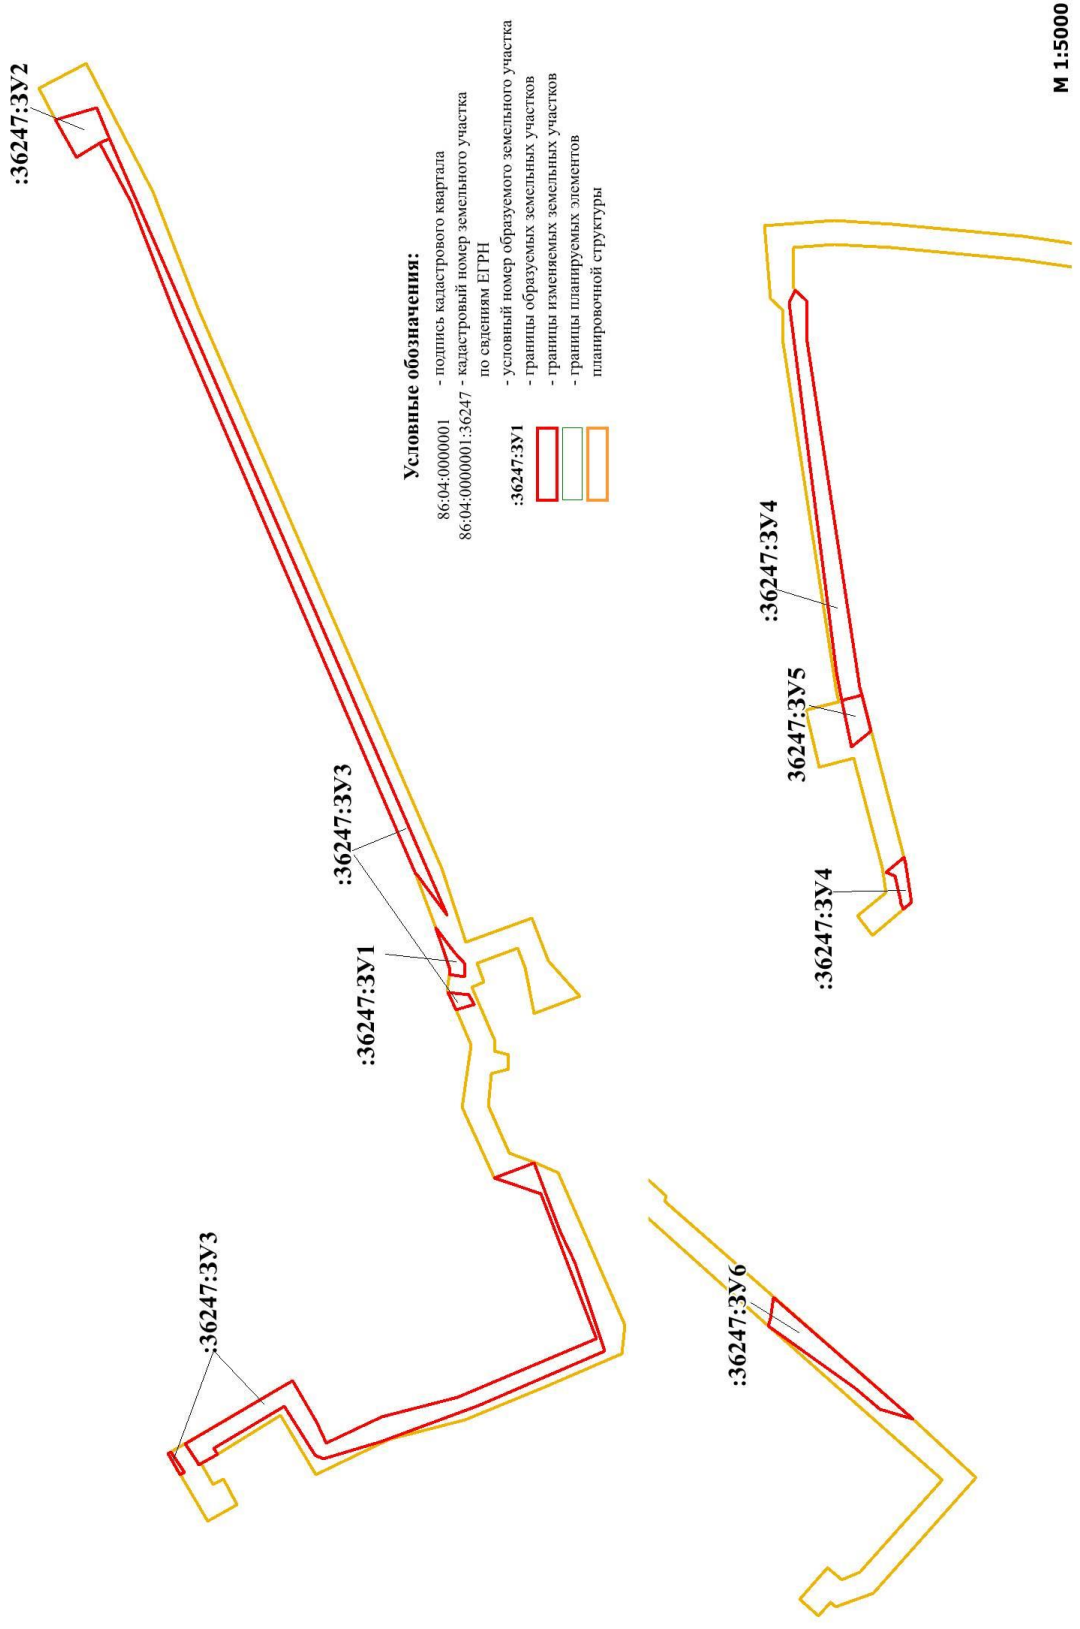 :36247:ЗУ2
:36247:ЗУ3
:36247:ЗУ1
:36247:ЗУ3
Условные обозначения:
86:04:0000001 - подпись кадастрового квартала
86:04:0000001:36247 - кадастровый номер земельного участка
по сведениям ЕГРН
:36247:ЗУ1 - условный номер образуемого земельного участка
- границы образуемых земельных участков
- границы изменяемых земельных участков
- границы планируемых элементов
планировочной структуры
:36247:ЗУ4
36247:ЗУ5
:36247:ЗУ4
:36247:ЗУ6
М 1:5000